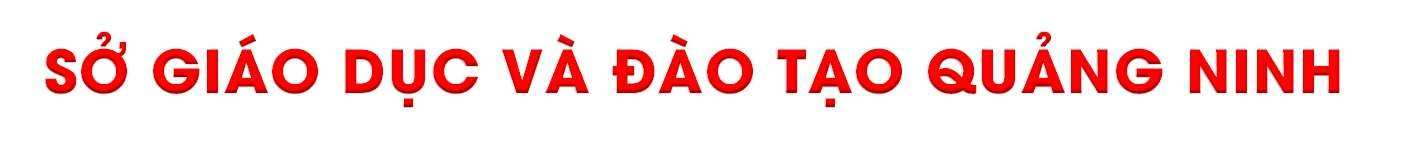 SỞ GIÁO DỤC VÀ ĐÀO TẠO QUẢNG NINH